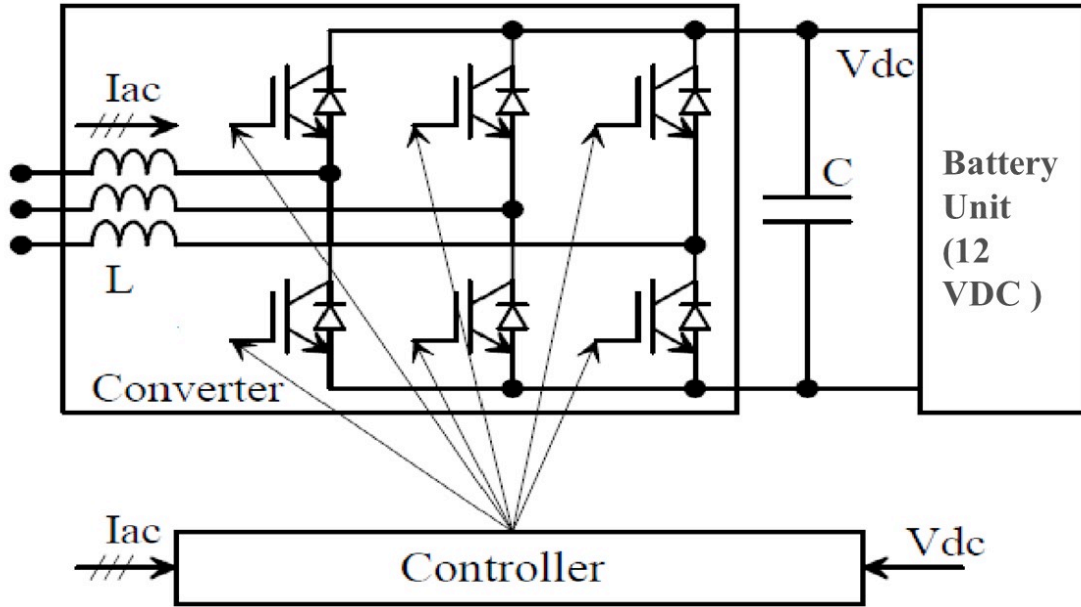 Iac
Vdc
L
C
Battery
Unit
(12
VDC )
Converter
Iac
Controller
Vdc